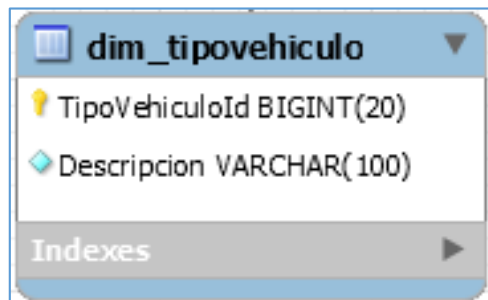 dim_tipovehiculo
TipoVehiculoId BIGINT(20)
Descripcion VARCHAR(100)
Indexes